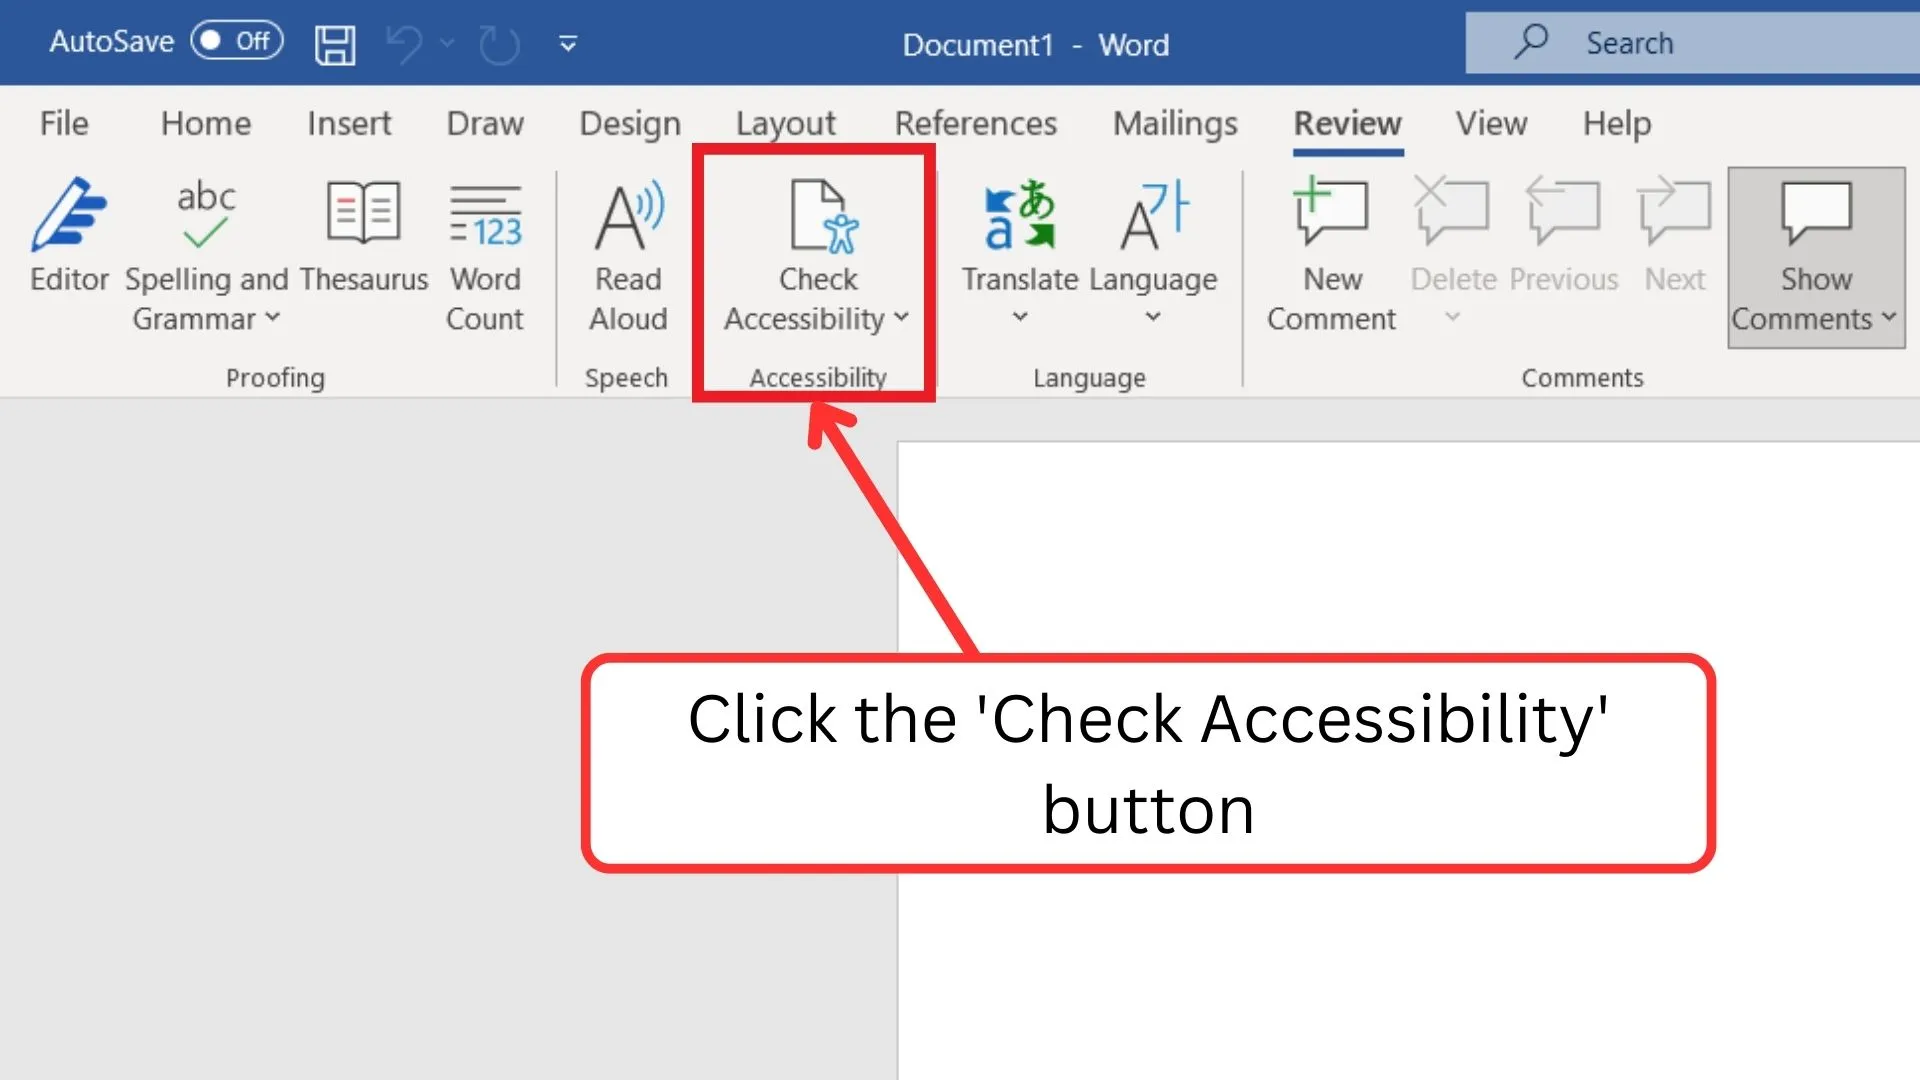 AutoSave Off
Document1 - Word
Search
File Home Insert Draw Design Layout References Mailings Review View Help
abc
123
a あ
A 가
Editor Spelling and Grammar Thesaurus Word Count
Proofing
Read Aloud
Speech
Check Accessibility
Accessibility
Translate Language
Language
New Comment Delete Previous Next Show Comments
Comments
Click the 'Check Accessibility'
button